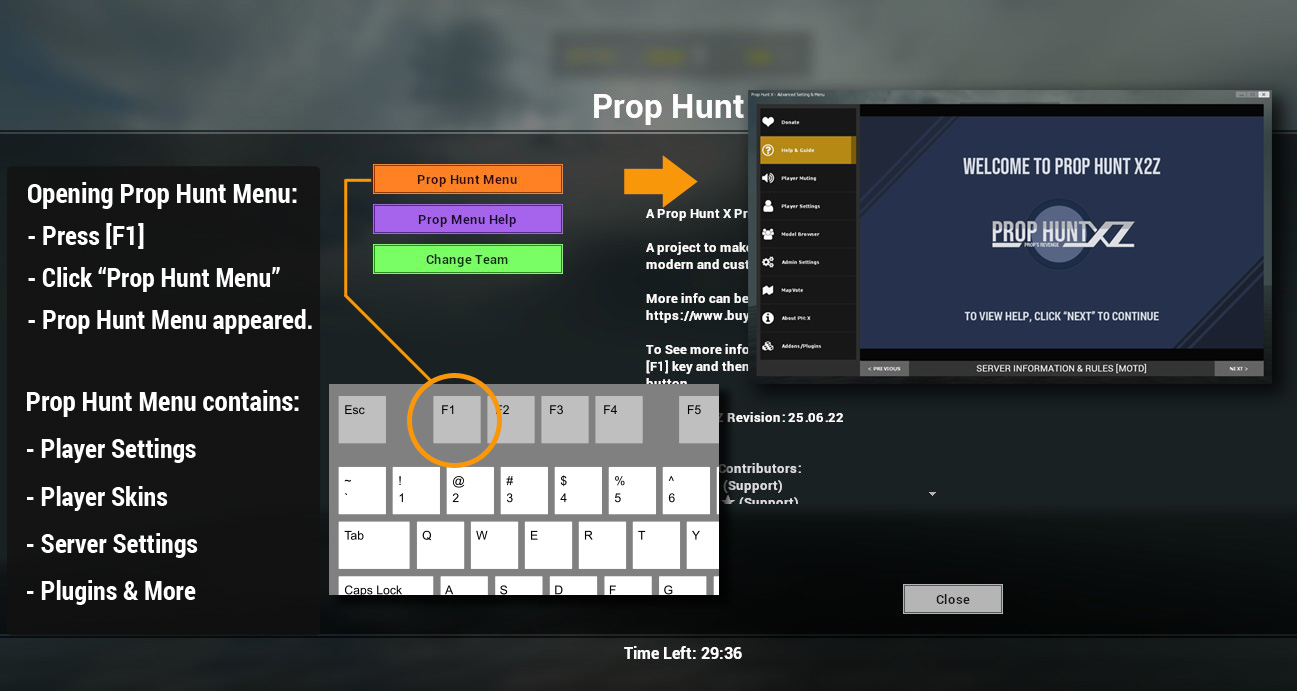 Prop Hunt
Opening Prop Hunt Menu:
- Press [F1]
- Click “Prop Hunt Menu”
- Prop Hunt Menu appeared.
Prop Hunt Menu contains:
- Player Settings
- Player Skins
- Server Settings
- Plugins & More
Prop Hunt Menu
Prop Menu Help
Change Team
A Prop Hunt X Pr
A project to mak
modern and cust
More info can be
https://www.buy
To See more info
[F1] key and then
button
Prop Hunt X - Advanced Setting & Menu
Donate
Help & Guide
Player Muting
Player Settings
Model Browser
Admin Settings
MapVote
About PH:X
Addons/Plugins
WELCOME TO PROP HUNT X2Z
PROP HUNT XZ
PROP'S REVENGE
TO VIEW HELP, CLICK “NEXT” TO CONTINUE
< PREVIOUS
SERVER INFORMATION & RULES [MOTD]
NEXT >
Esc F1 F2 F3 F4 F5
~ ! @ # $ % ^
` 1 2 3 4 5 6
Tab Q W E R T Y
Caps Lock A S D F G
Z Revision: 25.06.22
Contributors:
(Support)
★ (Support)
Close
Time Left: 29:36